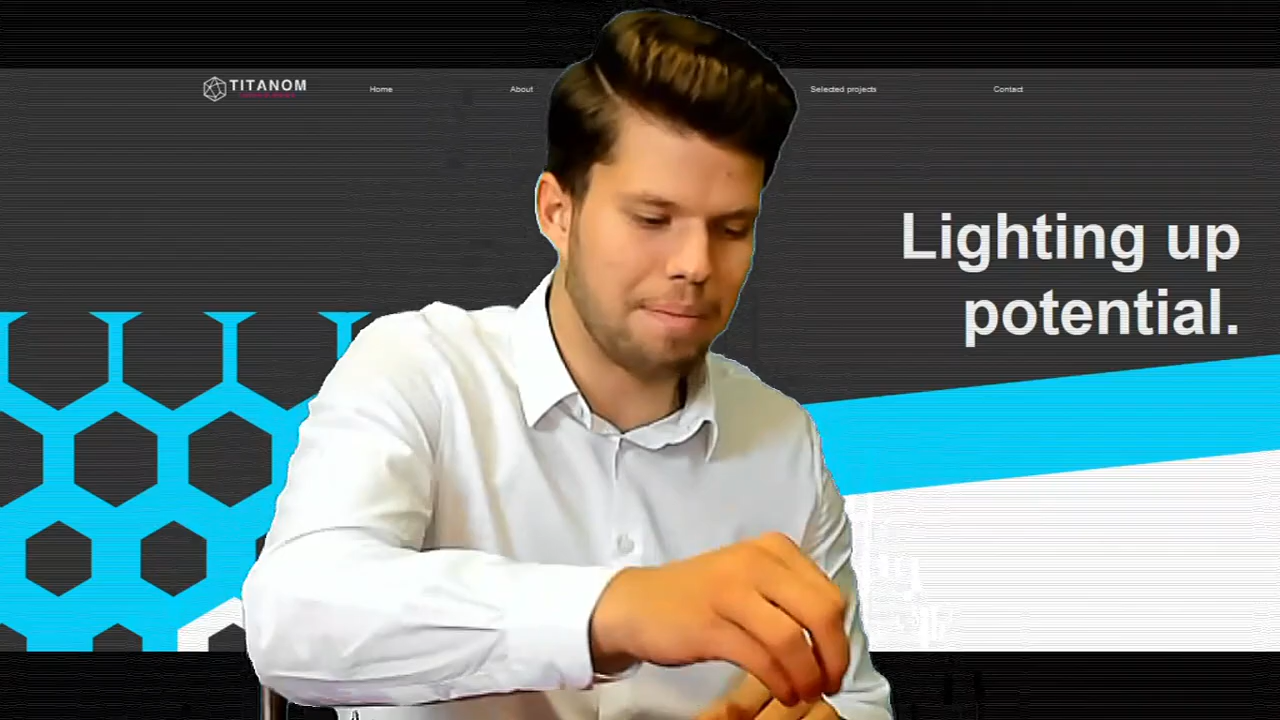 TITANOM
Home
About
Selected projects
Contact
Lighting up
potential.